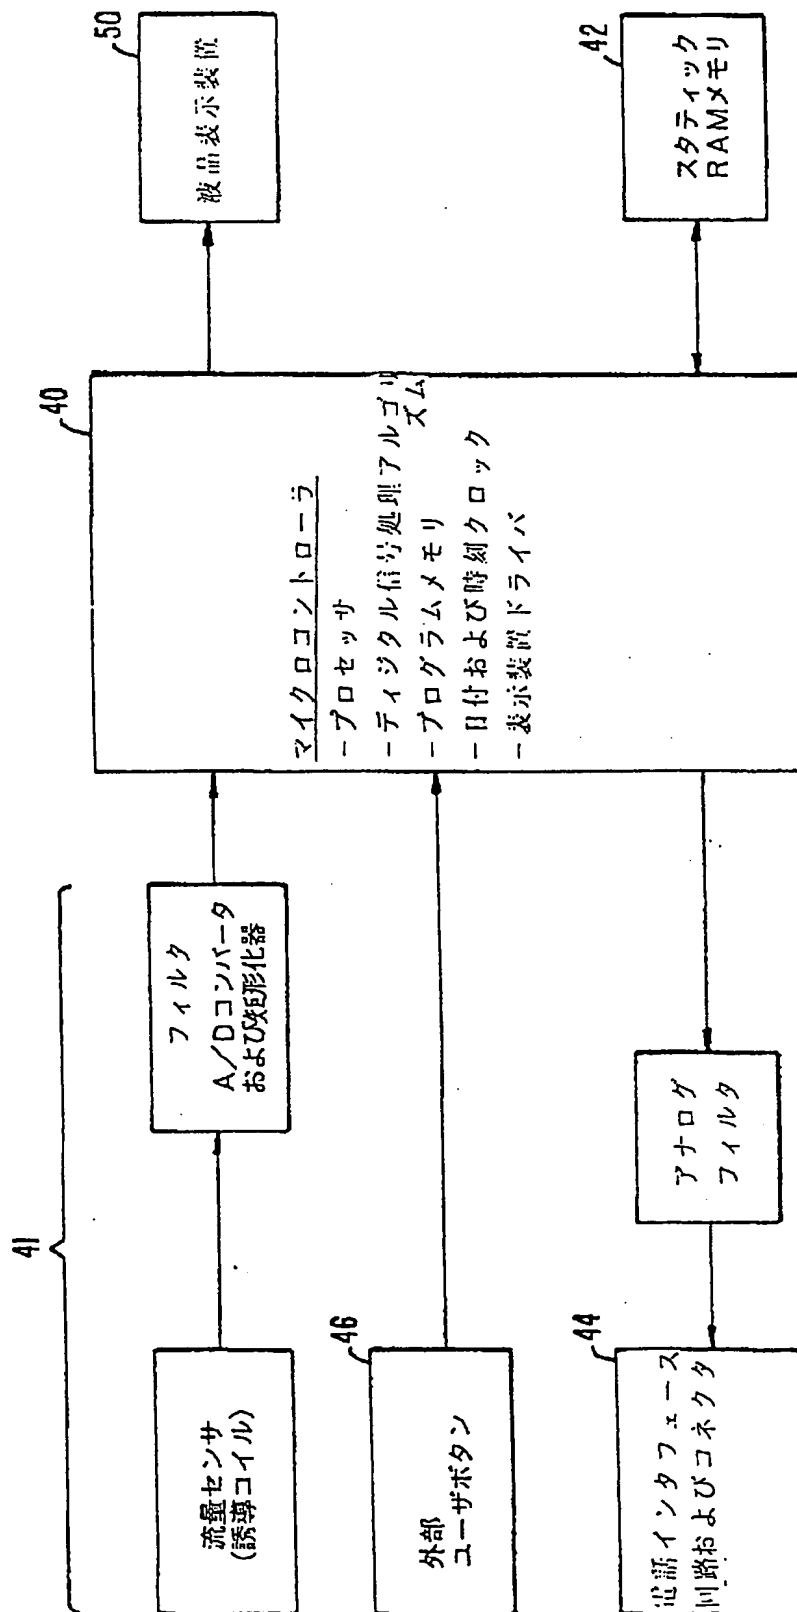 41
流量センサ
(誘導コイル)
フィルタ
A/Dコンバータ
および矩形化器
46
外部
ユーザボタン
44
電話インタフェース
回路およびコネクタ
アナログ
フィルタ
40
マイクロコントローラ
-プロセッサ
-ディジタル信号処理アルゴリ
ズム
-プログラムメモリ
-日付および時刻クロック
-表示装置ドライバ
50
液晶表示装置
42
スタティック
RAMメモリ